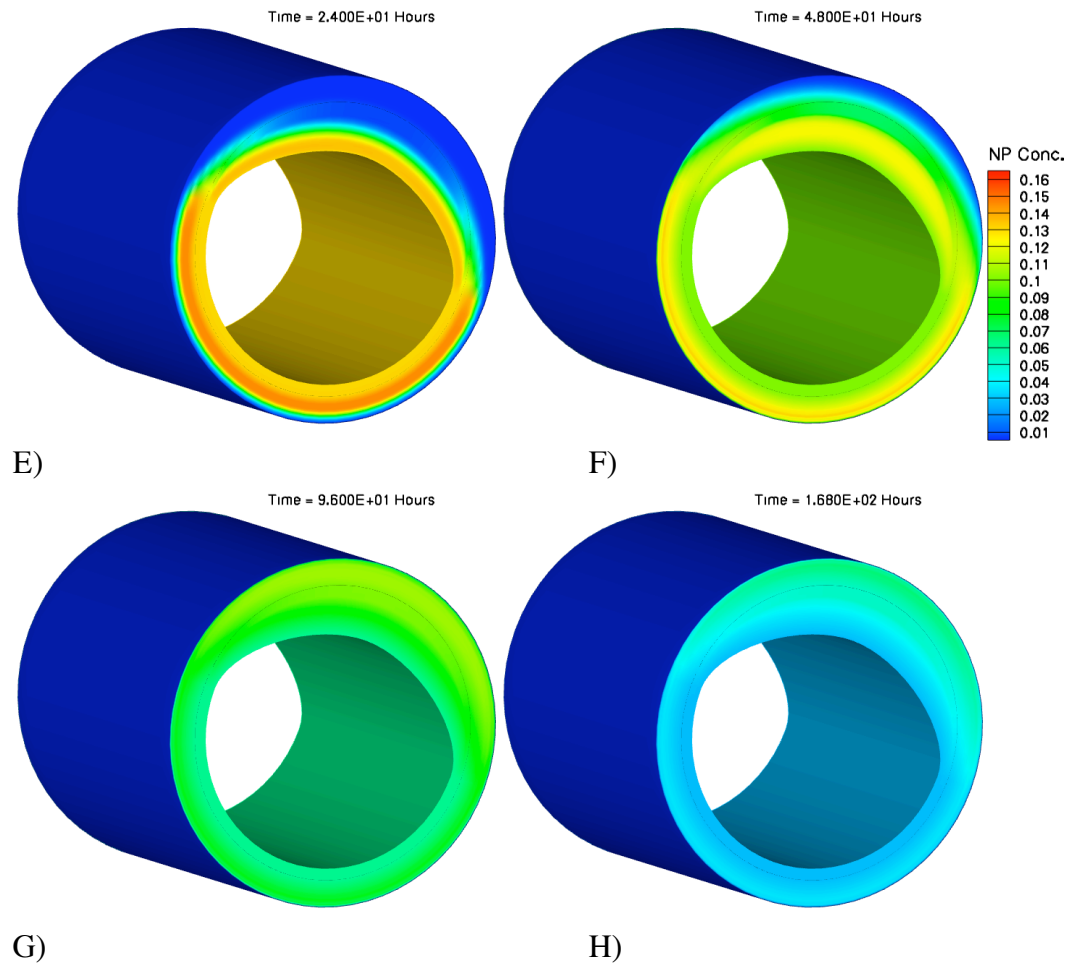 Time = 2.400E+01 Hours
Time = 4.800E+01 Hours
NP Conc.
0.16
0.15
0.14
0.13
0.12
0.11
0.1
0.09
0.08
0.07
0.06
0.05
0.04
0.03
0.02
0.01
E)
F)
Time = 9.600E+01 Hours
Time = 1.680E+02 Hours
G)
H)